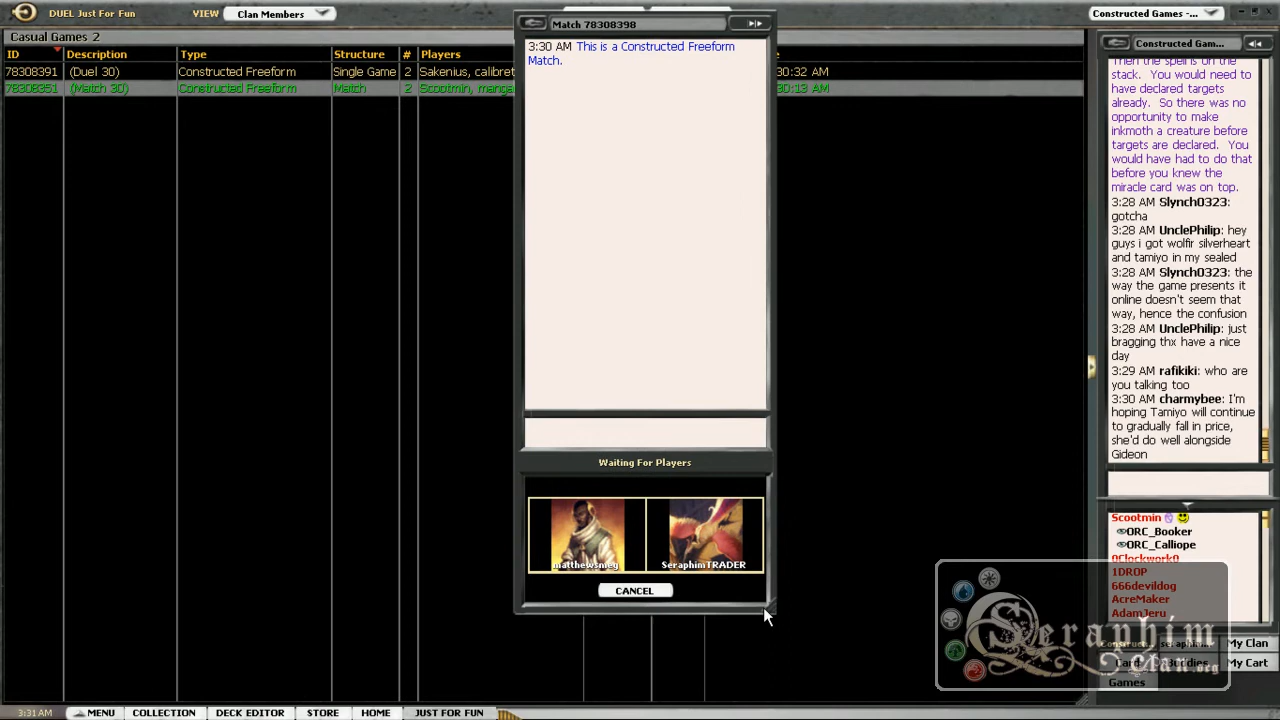 DUEL Just For Fun
VIEW
Clan Members
Constructed Games -...
Casual Games 2
ID Description Type Structure # Players
78308391 (Duel 30) Constructed Freeform Single Game 2 Sakenius, calibret 30:32 AM
78308351 (Match 30) Constructed Freeform Match 2 Scootmin, mangar 30:13 AM
Match 78308398
3:30 AM This is a Constructed Freeform
Match.
Waiting For Players
matthewsmey
SeraphimTRADER
CANCEL
Constructed Gam...
Then the spell is on the
stack. You would need to
have declared targets
already. So there was no
opportunity to make
inkmoth a creature before
targets are declared. You
would have had to do that
before you knew the
miracle card was on top.
3:28 AM Slynch0323:
gotcha
3:28 AM UnclePhilip: hey
guys i got wolfir silverheart
and tamiyo in my sealed
3:28 AM Slynch0323: the
way the game presents it
online doesn't seem that
way, hence the confusion
3:28 AM UnclePhilip: just
bragging thx have a nice
day
3:29 AM rafikiki: who are
you talking too
3:30 AM charmybee: I'm
hoping Tamiyo will continue
to gradually fall in price,
she'd do well alongside
Gideon
Scootmin
ORC_Booker
ORC_Calliope
0Clockwork0
1DROP
666devildog
AcreMaker
AdamJeru
Seraphim
Clan.org
My Clan
Buddies
My Cart
Games
3:31 AM
MENU
COLLECTION
DECK EDITOR
STORE
HOME
JUST FOR FUN